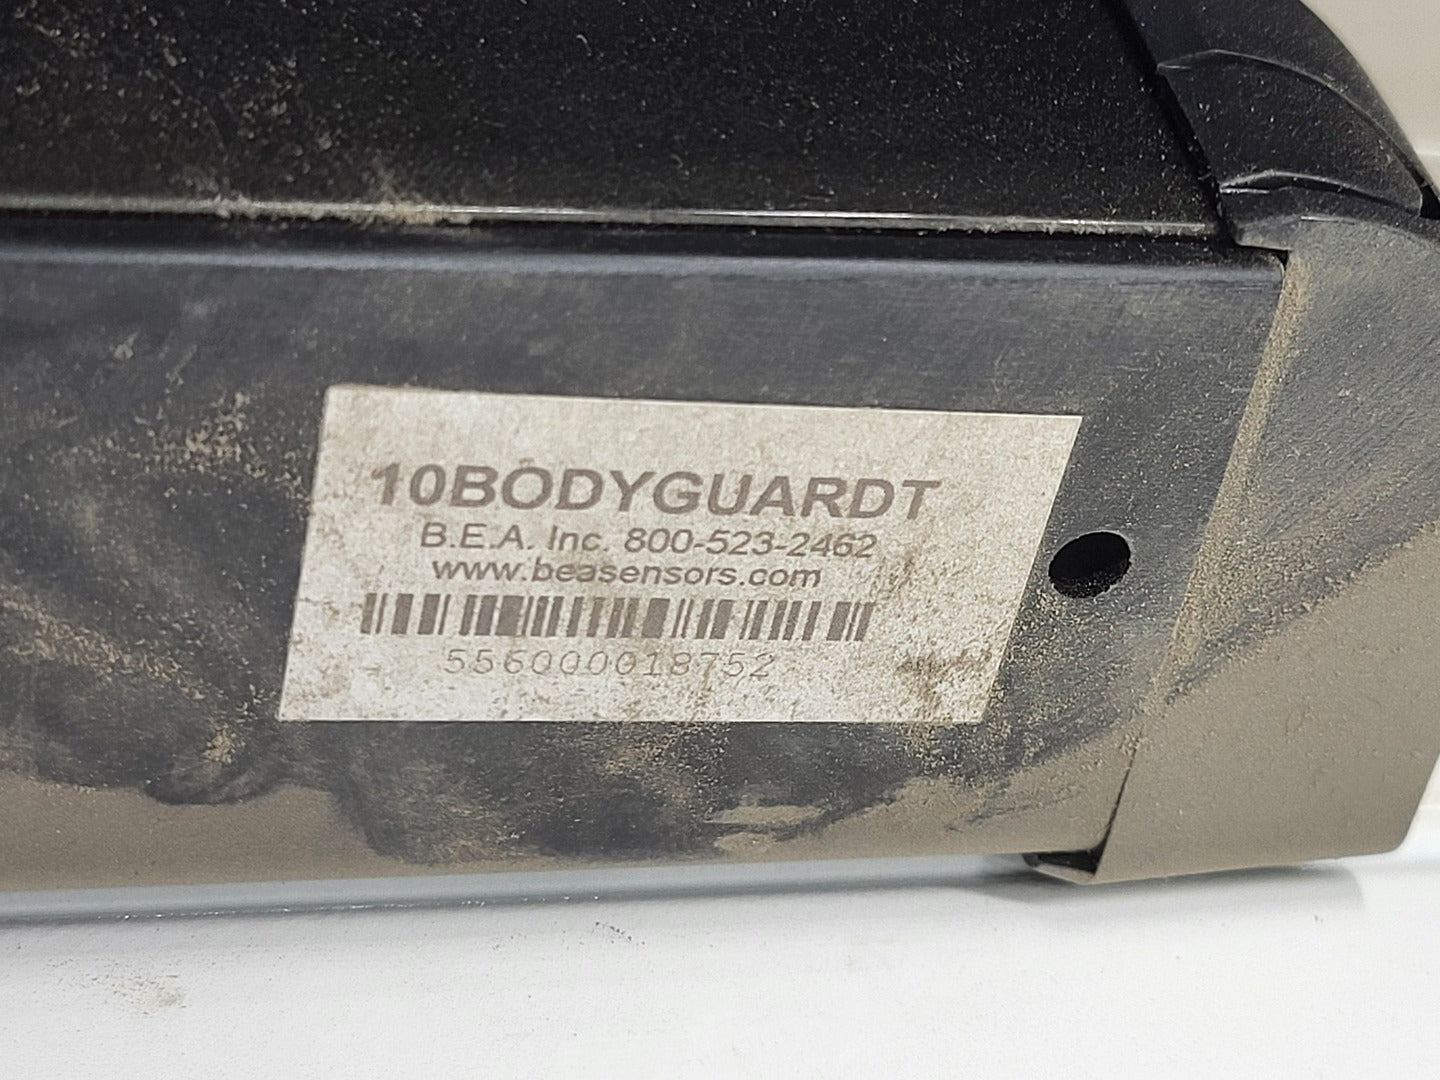 10BODYGUARDT
B.E.A. Inc. 800-523-2462
www.beasensors.com
556000018752